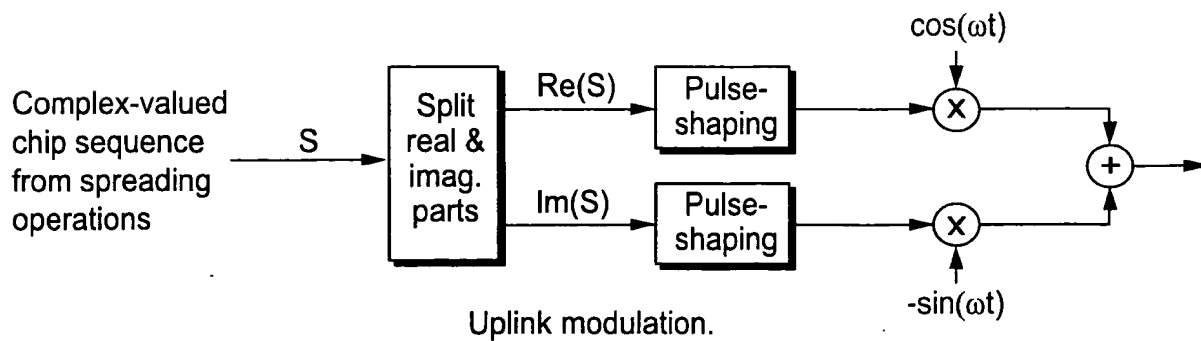 cos(ωt)
Complex-valued
chip sequence
from spreading
operations
S
Split
real &
imag.
parts
Re(S)
Pulse-
shaping
X
+
Im(S)
Pulse-
shaping
X
-sin(ωt)
Uplink modulation.